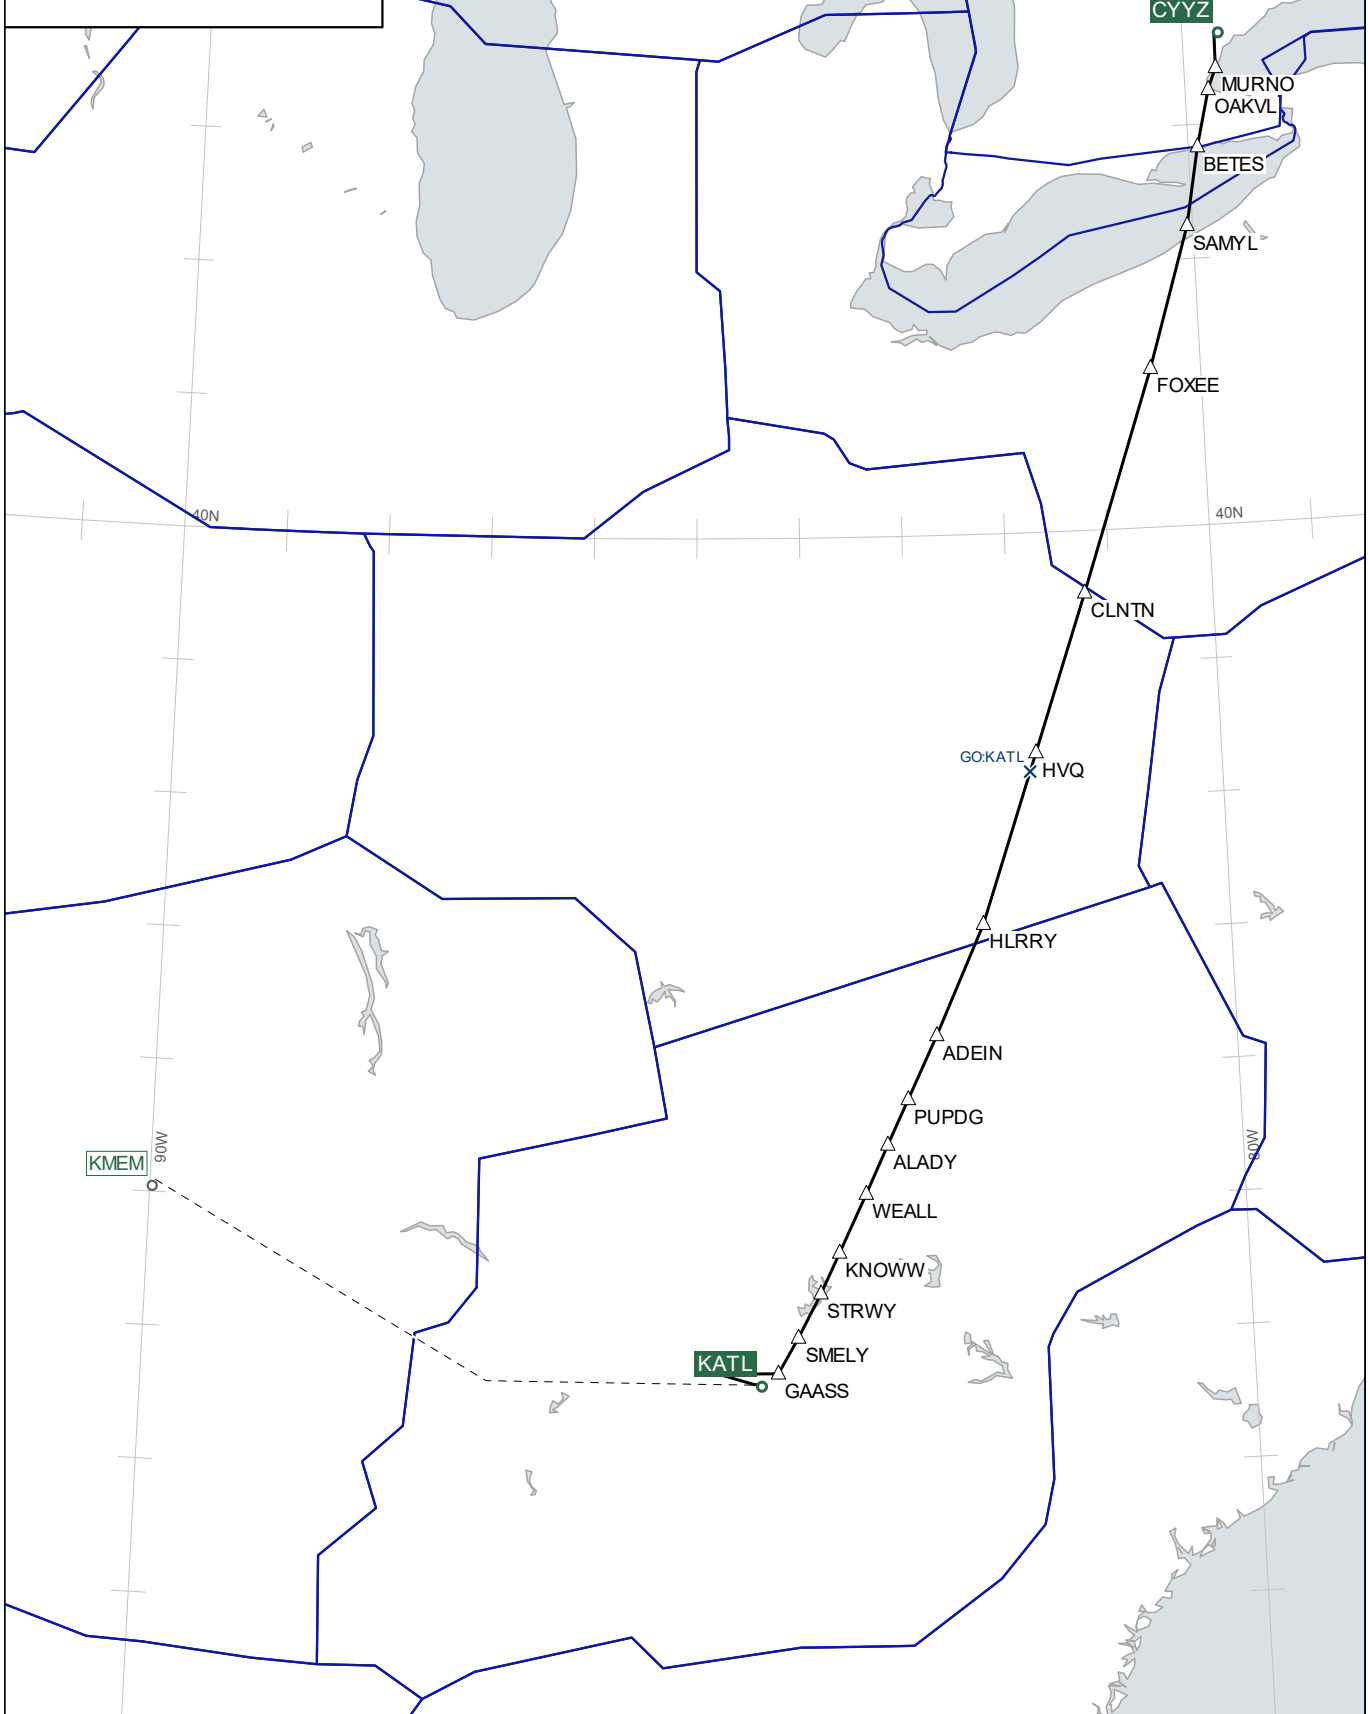 CYYZ
MURNO
OAKVL
BETES
SAMYL
FOXEE
40N
40N
CLNTN
GO:KATL
HVQ
HLRRY
ADEIN
PUPDG
90W
80W
KMEM
ALADY
WEALL
KNOWW
STRWY
SMELY
KATL
GAASS